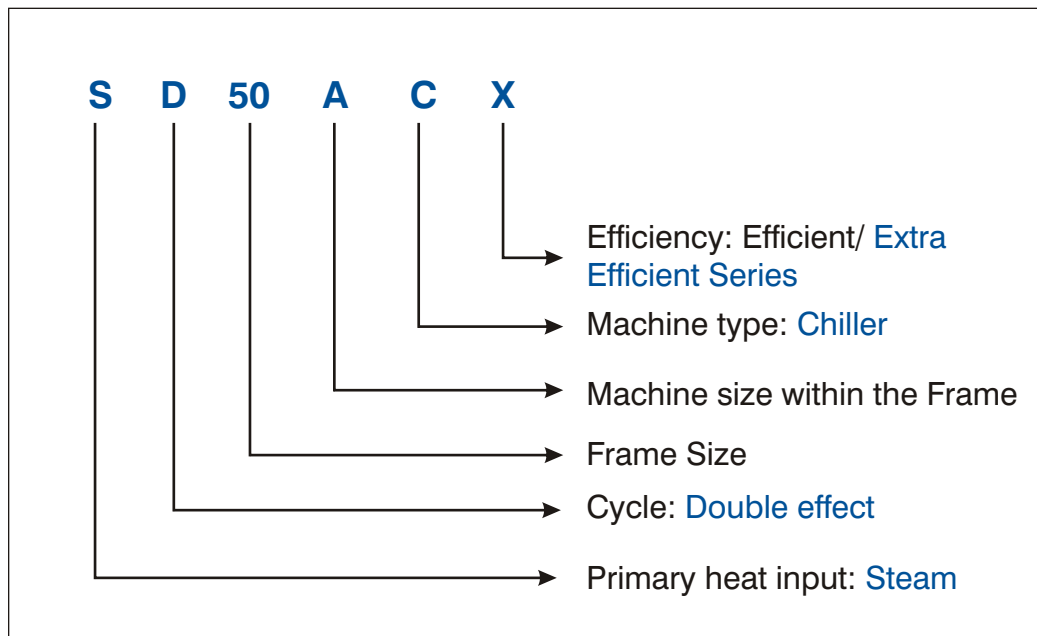 S D 50 A C X
Efficiency: Efficient/ Extra
Efficient Series
Machine type: Chiller
Machine size within the Frame
Frame Size
Cycle: Double effect
Primary heat input: Steam